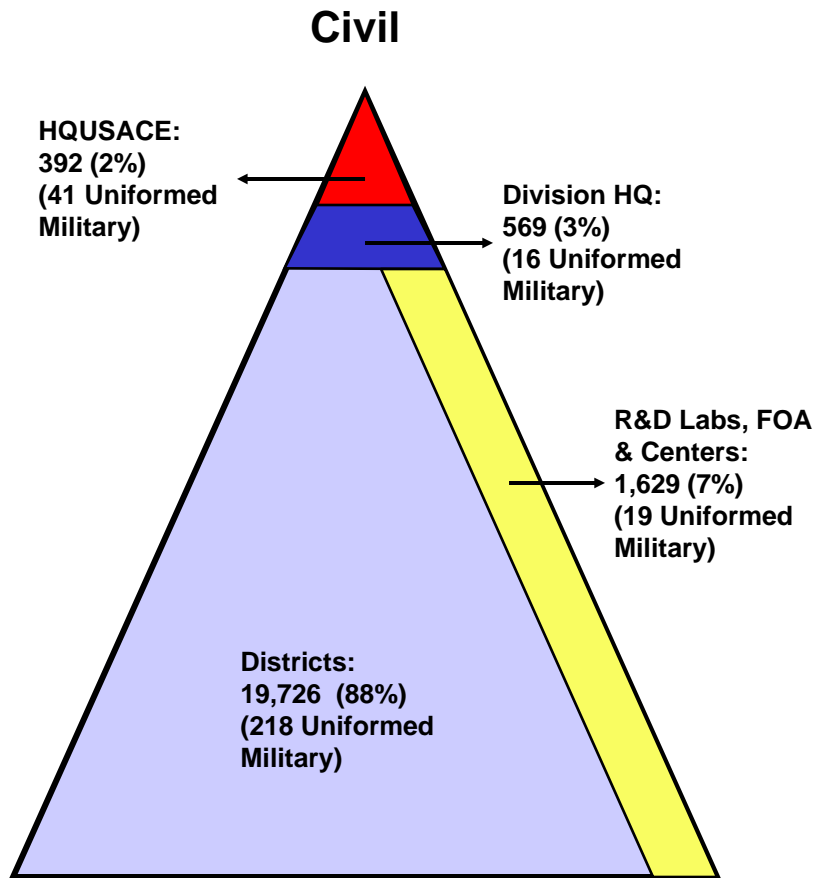 Civil
HQUSACE:
392 (2%)
(41 Uniformed
Military)
Division HQ:
569 (3%)
(16 Uniformed
Military)
R&D Labs, FOA
& Centers:
1,629 (7%)
(19 Uniformed
Military)
Districts:
19,726  (88%)
(218 Uniformed
Military)